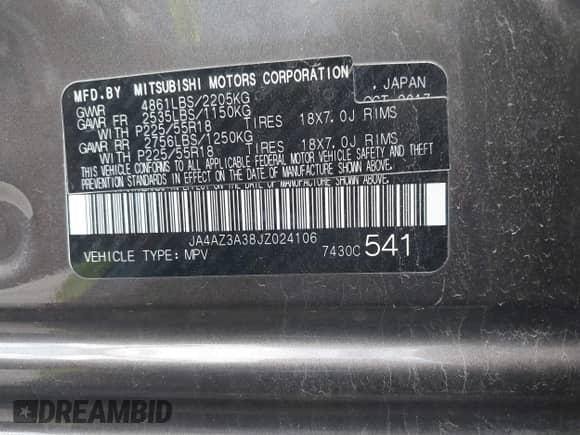 MFD.BY MITSUBISHI MOTORS CORPORATION , JAPAN
GVWR 4861LBS/2205KG OCT 2017
GAWR FR 2535LBS/1150KG
WITH P225/55R18 TIRES 18X7.0J RIMS
GAWR RR 2756LBS/1250KG
WITH P225/55R18 TIRES 18X7.0J RIMS
THIS VEHICLE CONFORMS TO ALL APPLICABLE FEDERAL MOTOR VEHICLE SAFETY AND THEFT
PREVENTION STANDARDS IN EFFECT ON THE DATE OF MANUFACTURE SHOWN ABOVE.
JA4AZ3A38JZ024106
VEHICLE TYPE: MPV 7430C 541
DREAMBID